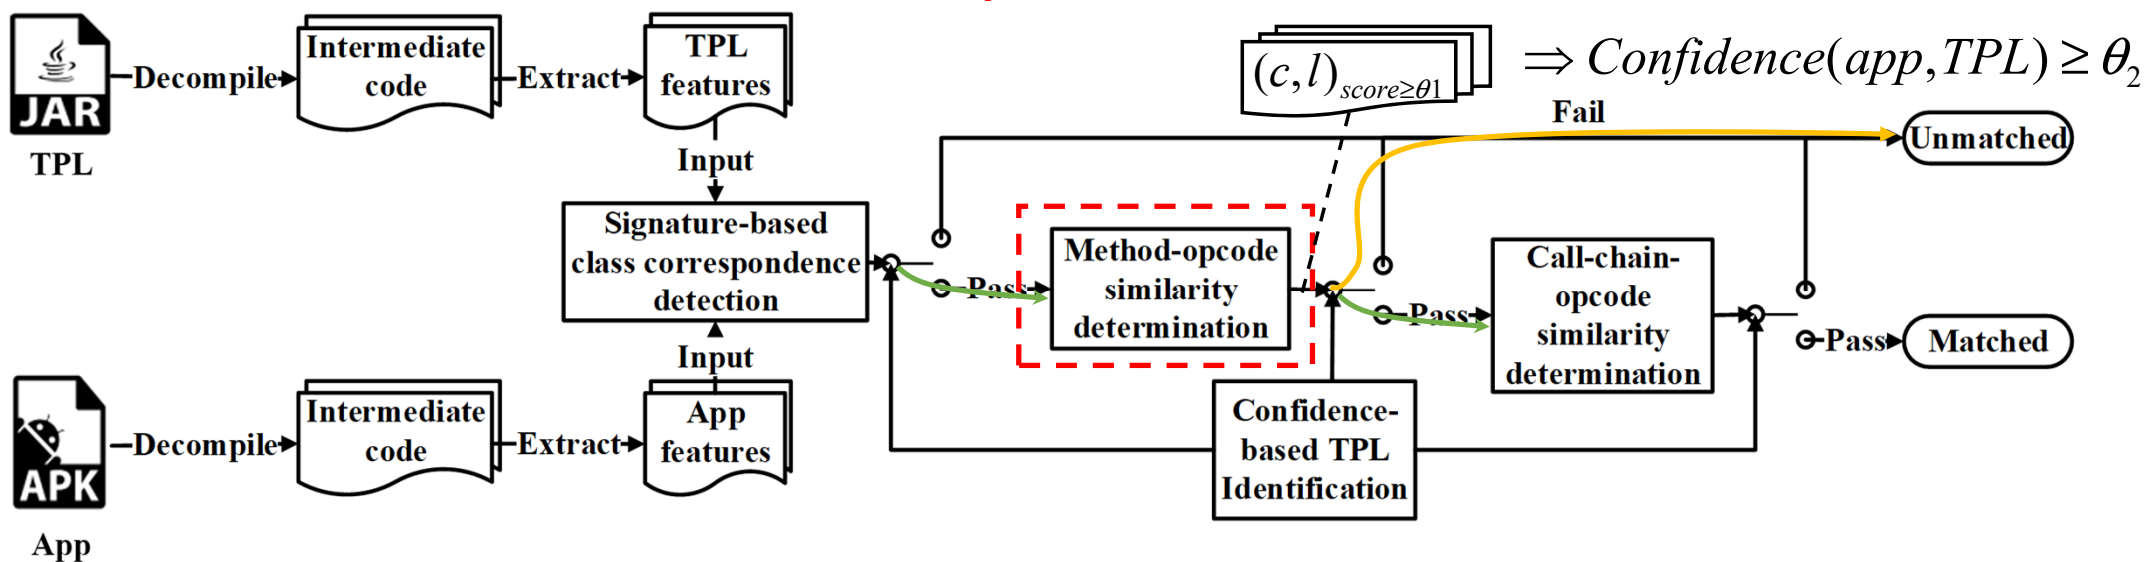 JAR
TPL
Decompile
Intermediate
code
Extract
TPL
features
Input
Signature-based
class correspondence
detection
Input
APK
App
Decompile
Intermediate
code
Extract
App
features
Pass
Method-opcode
similarity
determination
(c,l)score≥θ1
⇒ Confidence(app,TPL) ≥ θ2
Fail
Unmatched
Pass
Call-chain-
opcode
similarity
determination
Pass
Matched
Confidence-
based TPL
Identification